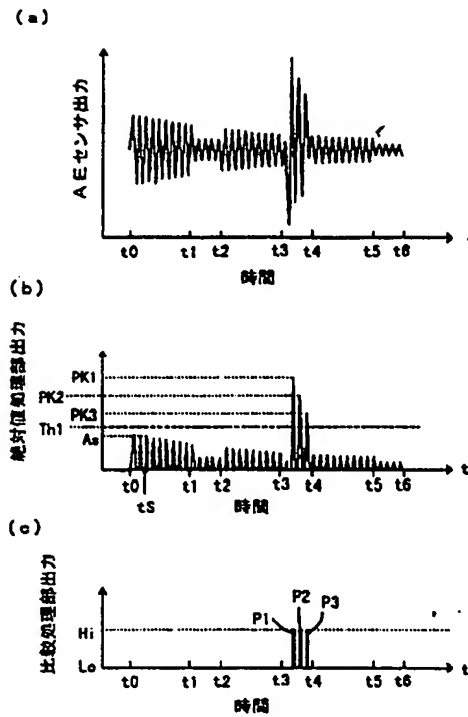 (a)
AEセンサ出力
t0 t1 t2 t3 t4 t5 t6
時間
(b)
絶対値処理部出力
PK1
PK2
PK3
Th1
As
t
t0 t1 t2 t3 t4 t5 t6
tS
時間
(c)
比較処理部出力
P1 P2 P3
Hi
Lo
t
t0 t1 t2 t3 t4 t5 t6
時間